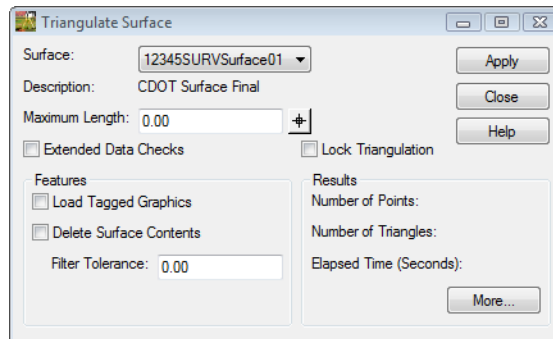 Triangulate Surface
Surface: 12345SURVSurface01 Apply
Description: CDOT Surface Final
Close
Maximum Length: 0.00
Help
Extended Data Checks Lock Triangulation
Features Results
Load Tagged Graphics Number of Points:
Delete Surface Contents Number of Triangles:
Filter Tolerance: 0.00 Elapsed Time (Seconds):
More...